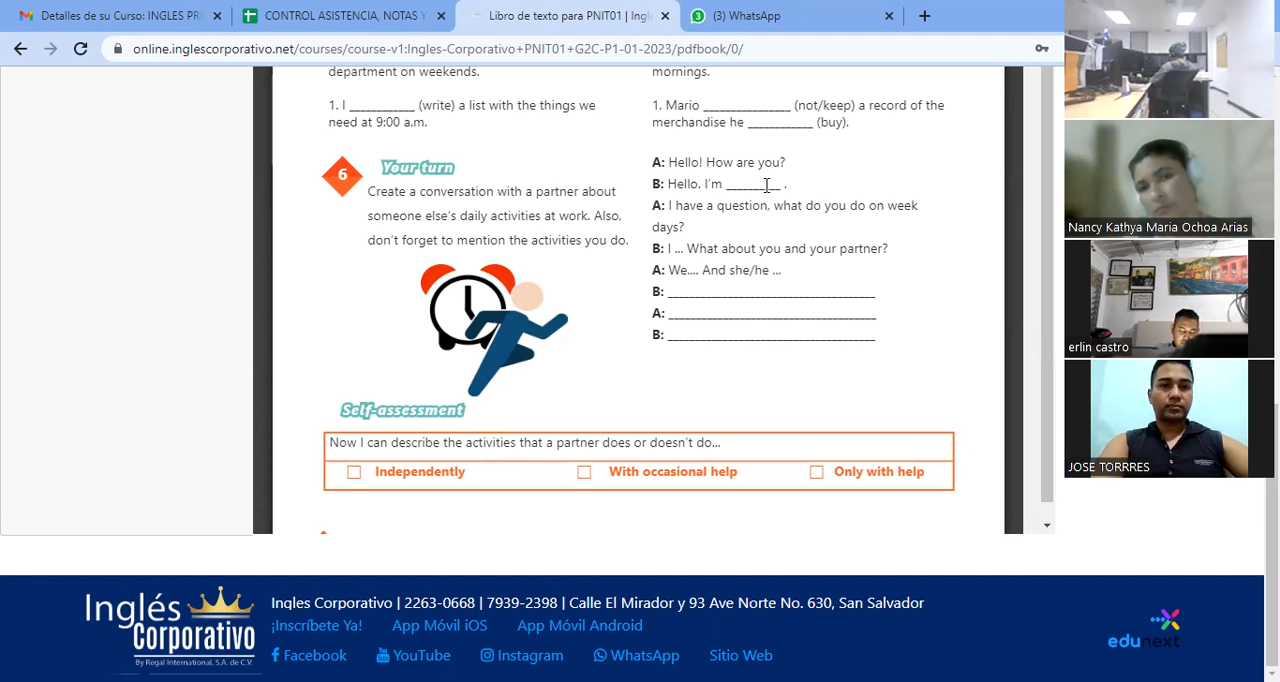 Detalles de su Curso: INGLES PRI
CONTROL ASISTENCIA, NOTAS Y
Libro de texto para PNIT01 | Ingle
(3) WhatsApp
online.inglescorporativo.net/courses/course-v1:Ingles-Corporativo+PNIT01+G2C-P1-01-2023/pdfbook/0/
department on weekends.
1. I __________ (write) a list with the things we
need at 9:00 a.m.
mornings.
1. Mario ______________ (not/keep) a record of the
merchandise he __________ (buy).
6
Your turn
Create a conversation with a partner about
someone else's daily activities at work. Also,
don't forget to mention the activities you do.
A: Hello! How are you?
B: Hello. I'm _________ .
A: I have a question, what do you do on week
days?
B: I ... What about you and your partner?
A: We.... And she/he ...
B: __________________________________
A: __________________________________
B: __________________________________
Self-assessment
Now I can describe the activities that a partner does or doesn't do...
Independently
With occasional help
Only with help
Nancy Kathya Maria Ochoa Arias
erlin castro
JOSE TORRRES
Inglés
Corporativo
By Regal International, S.A. de C.V.
Ingles Corporativo | 2263-0668 | 7939-2398 | Calle El Mirador y 93 Ave Norte No. 630, San Salvador
¡Inscríbete Ya! App Móvil iOS App Móvil Android
Facebook YouTube Instagram WhatsApp Sitio Web
edunext